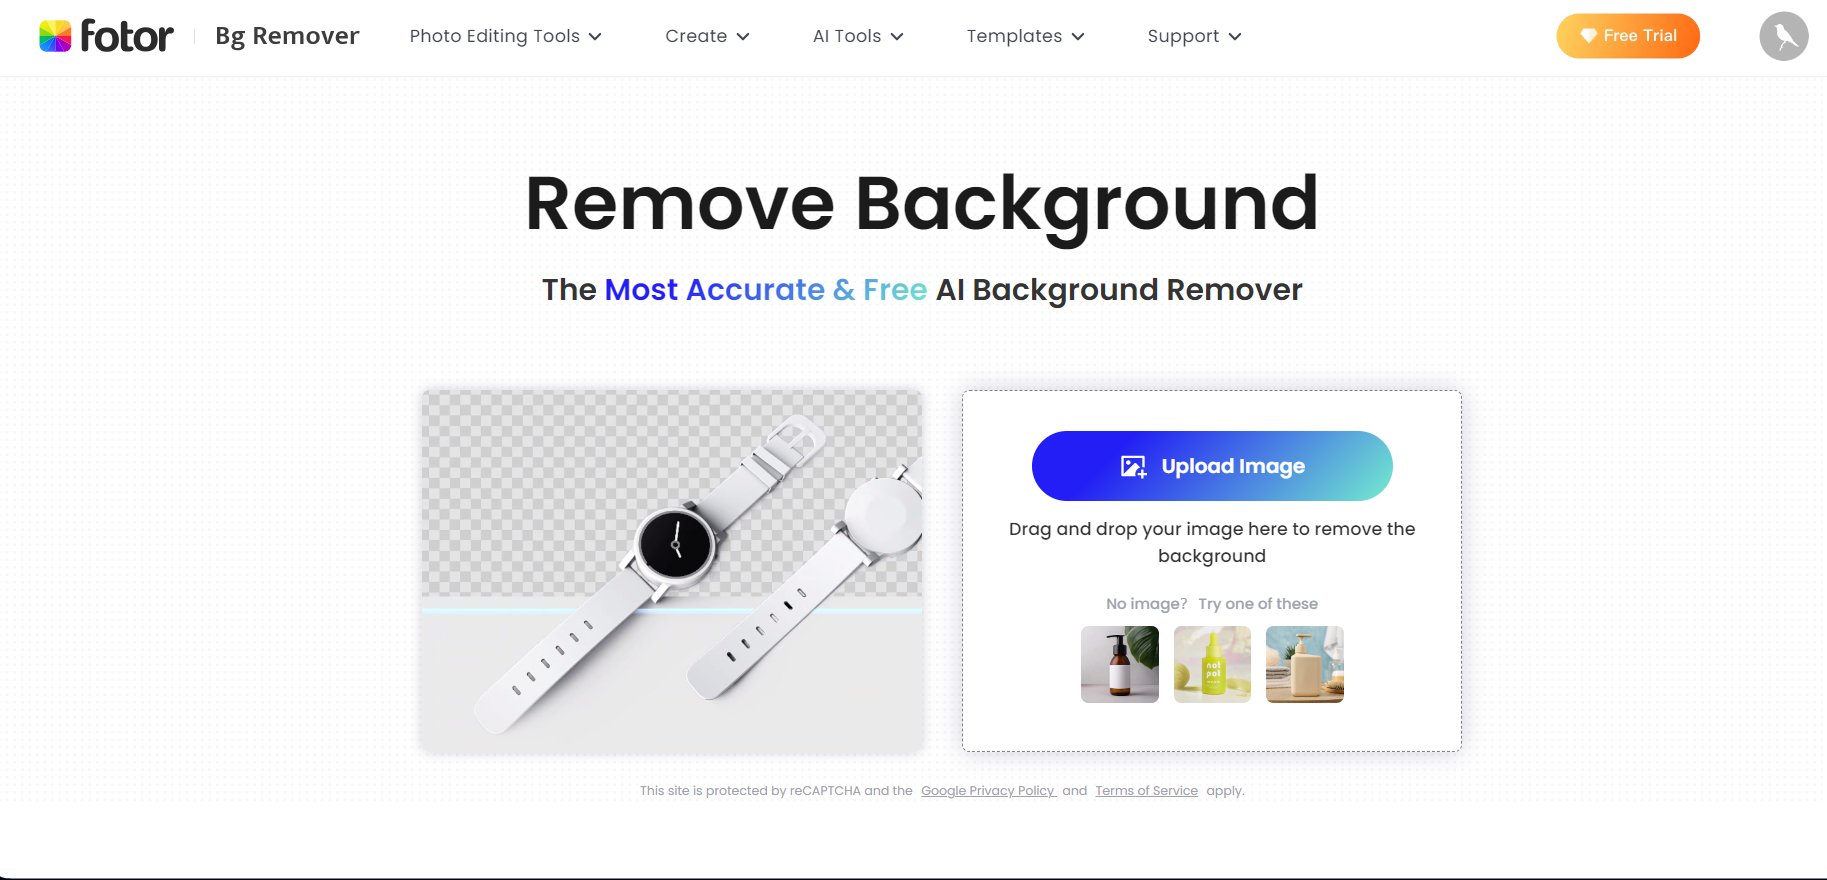 fotor Bg Remover Photo Editing Tools Create AI Tools Templates Support Free Trial
Remove Background
The Most Accurate & Free AI Background Remover
Upload Image
Drag and drop your image here to remove the
background
No image? Try one of these
not
pot
This site is protected by reCAPTCHA and the Google Privacy Policy and Terms of Service apply.